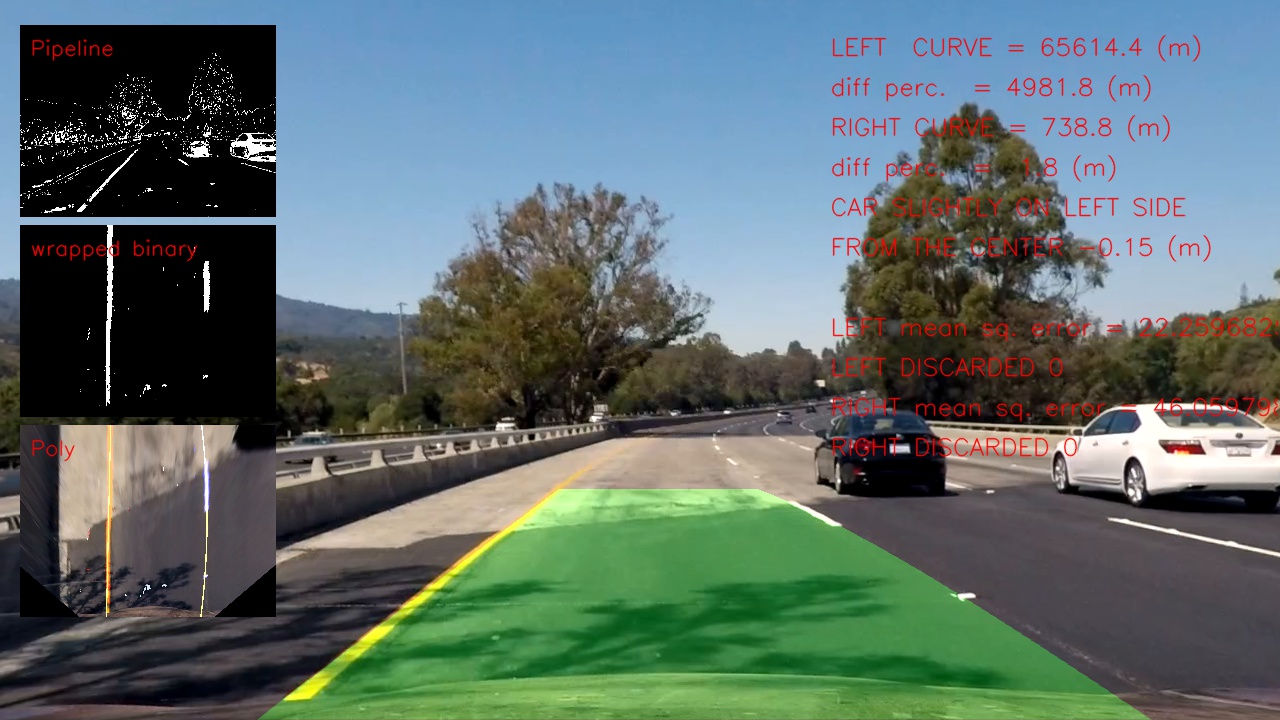 Pipeline
wrapped binary
Poly
LEFT CURVE = 65614.4 (m)
diff perc. = 4981.8 (m)
RIGHT CURVE = 738.8 (m)
diff perc. = 1.8 (m)
CAR SLIGHTLY ON LEFT SIDE
FROM THE CENTER -0.15 (m)
LEFT mean sq. error = 22.259682
LEFT DISCARDED 0
RIGHT mean sq. error = 46.05979
RIGHT DISCARDED 0